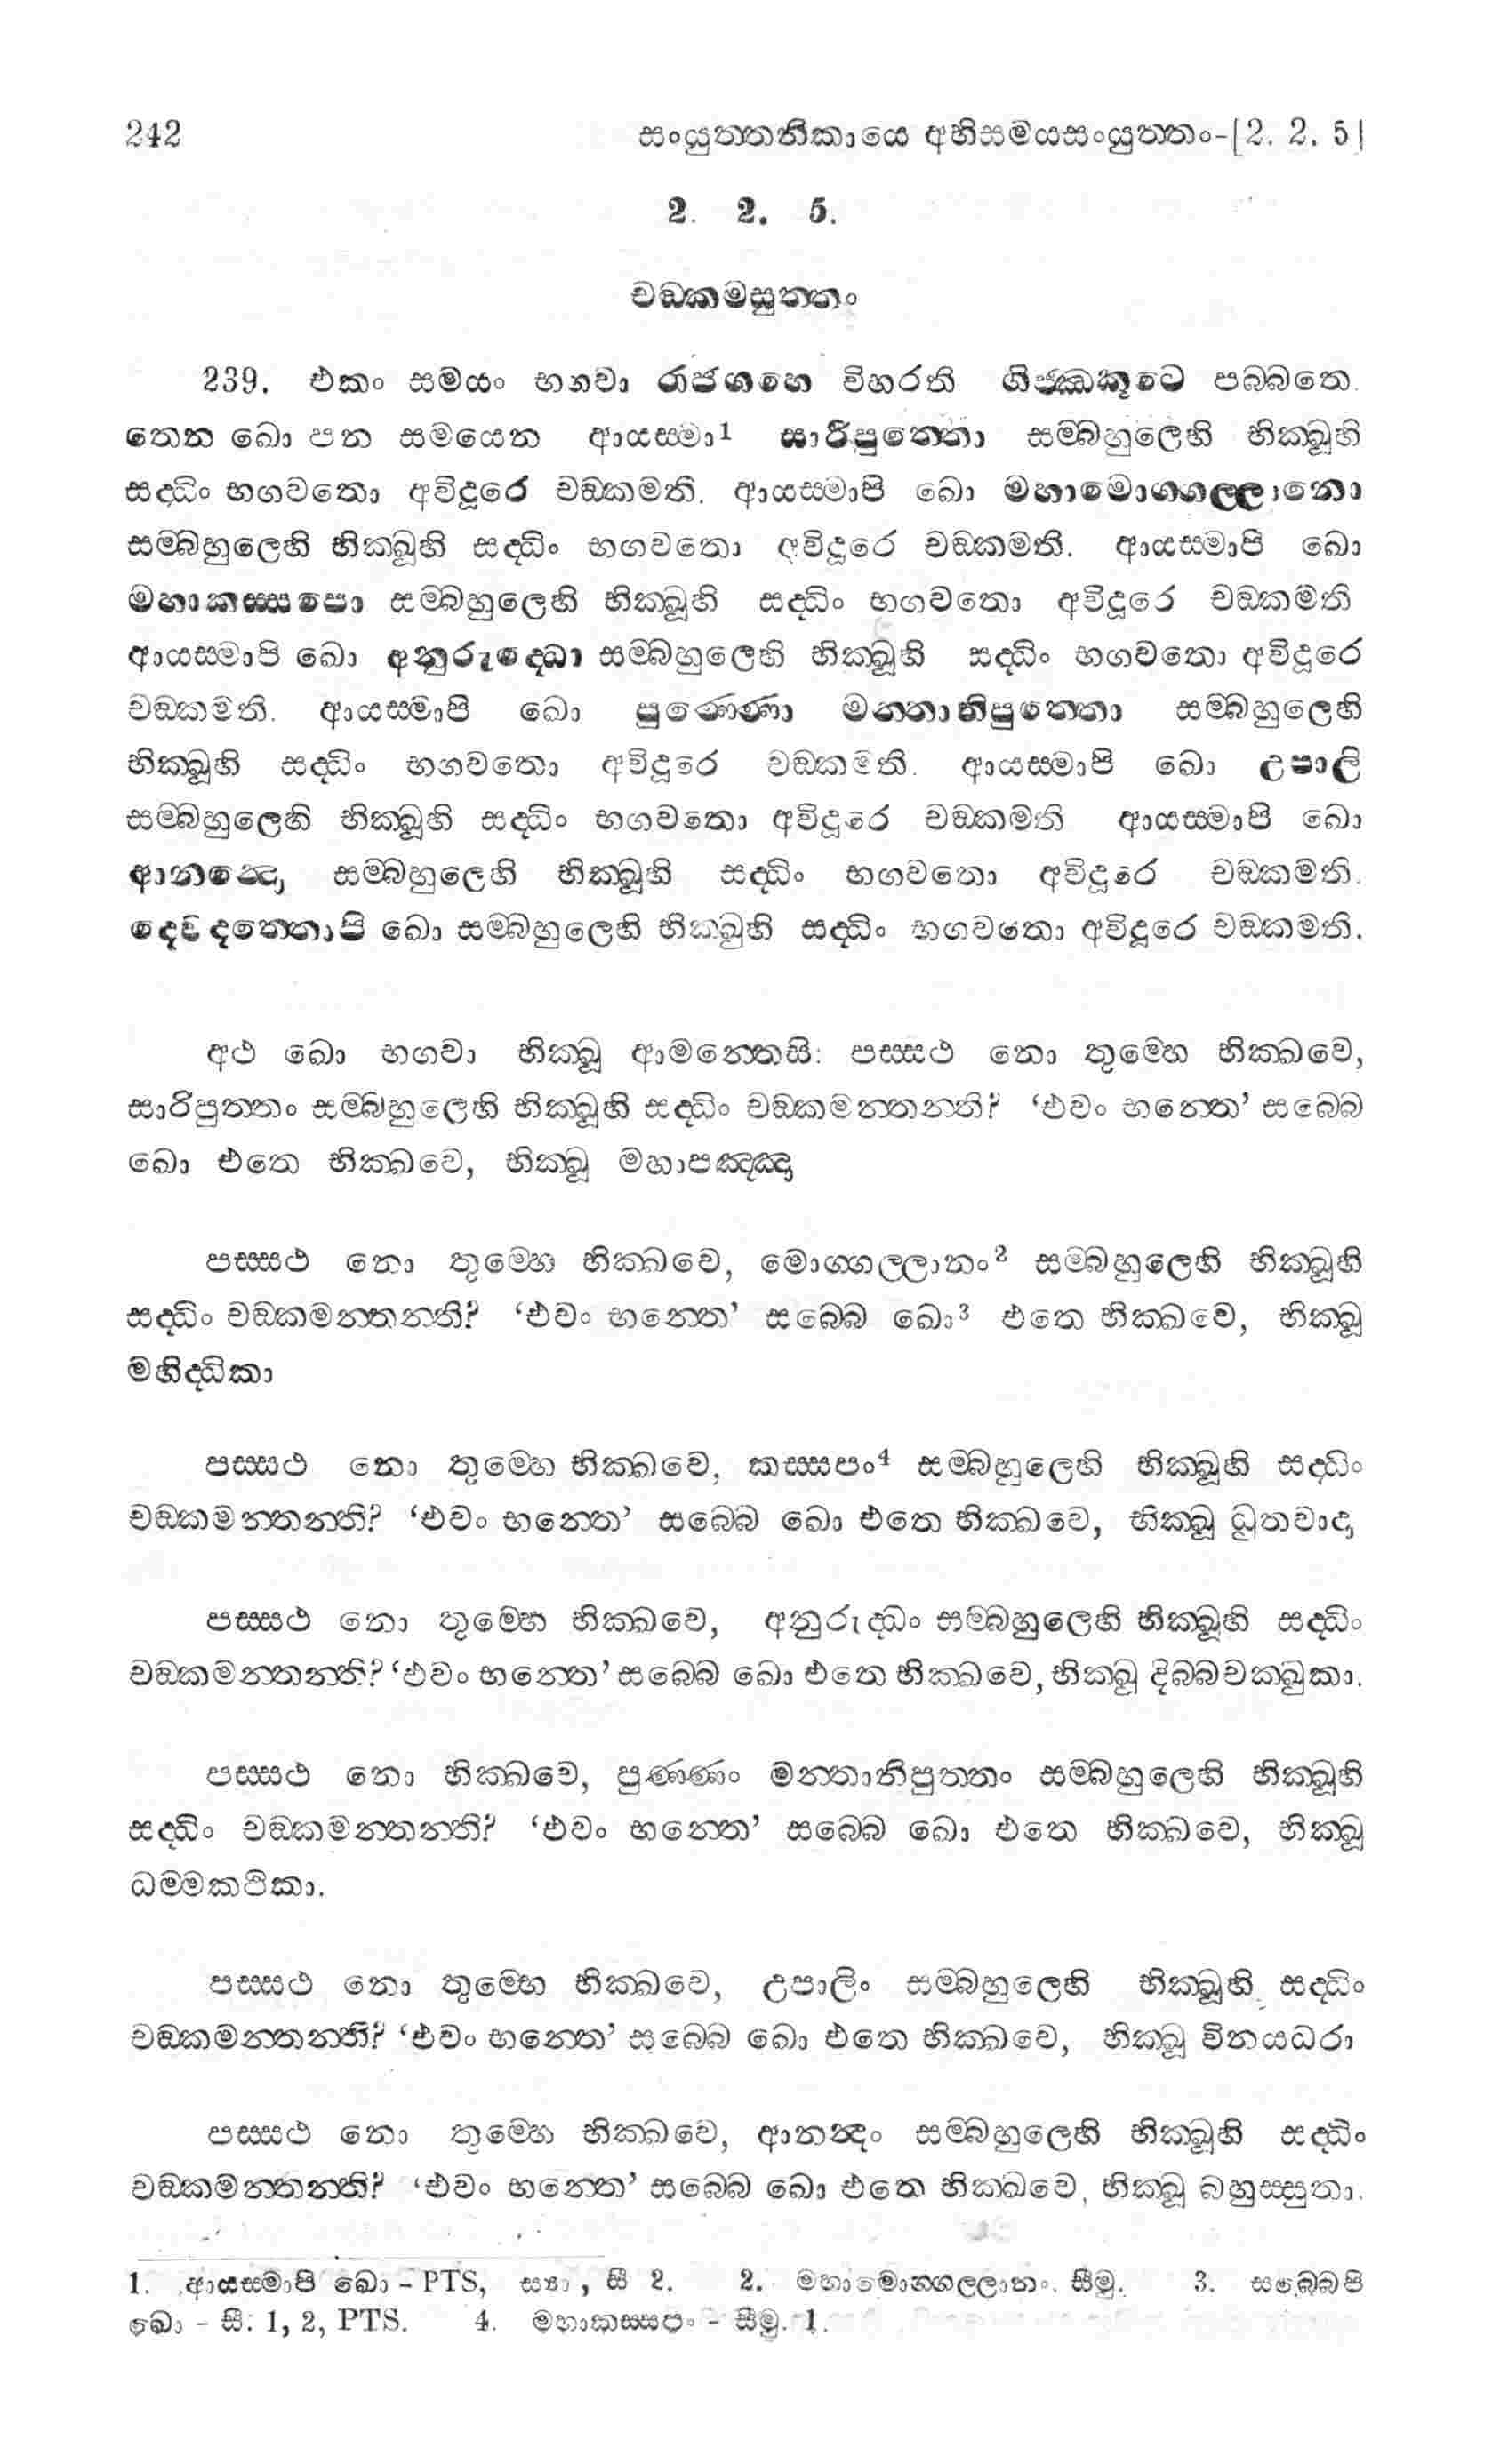 242 සංයුත්තනිකායෙ අභිසමයසංයුත්තං-[2. 2. 5]
2. 2. 5.
චඞ්කමසුත්තං
239. එකං සමයං භගවා රාජගහෙ විහරති ගිජ්ඣකූටෙ පබ්බතෙ.
තෙන ඛො පන සමයෙන ආයස්මා1 සාරිපුත්තො සම්බහුලෙහි භික්ඛූහි
සද්ධිං භගවතො අවිදූරෙ චඞ්කමති. ආයස්මාපි ඛො මහාමොග්ගල්ලානො
සම්බහුලෙහි භික්ඛූහි සද්ධිං භගවතො අවිදූරෙ චඞ්කමති. ආයස්මාපි ඛො
මහාකස්සපො සම්බහුලෙහි භික්ඛූහි සද්ධිං භගවතො අවිදූරෙ චඞ්කමති
ආයස්මාපි ඛො අනුරුද්ධො සම්බහුලෙහි භික්ඛූහි සද්ධිං භගවතො අවිදූරෙ
චඞ්කමති. ආයස්මාපි ඛො පුණ්ණො මන්තානිපුත්තො සම්බහුලෙහි
භික්ඛූහි සද්ධිං භගවතො අවිදූරෙ චඞ්කමති. ආයස්මාපි ඛො උපාලි
සම්බහුලෙහි භික්ඛූහි සද්ධිං භගවතො අවිදූරෙ චඞ්කමති ආයස්මාපි ඛො
ආනන්දො සම්බහුලෙහි භික්ඛූහි සද්ධිං භගවතො අවිදූරෙ චඞ්කමති.
දෙවදත්තොපි ඛො සම්බහුලෙහි භික්ඛුහි සද්ධිං භගවතො අවිදූරෙ චඞ්කමති.
අථ ඛො භගවා භික්ඛූ ආමන්තෙසි: පස්සථ නො තුම්හෙ භික්ඛවෙ,
සාරිපුත්තං සම්බහුලෙහි භික්ඛූහි සද්ධිං චඞ්කමන්තන්ති? ‘එවං භන්තෙ’ සබ්බෙ
ඛො එතෙ භික්ඛවෙ, භික්ඛූ මහාපඤ්ඤා
පස්සථ නො තුම්හෙ භික්ඛවෙ, මොග්ගල්ලානං2 සම්බහුලෙහි භික්ඛූහි
සද්ධිං චඞ්කමන්තන්ති? ‘එවං භන්තෙ’ සබ්බෙ ඛො3 එතෙ භික්ඛවෙ, භික්ඛූ
මහිද්ධිකා
පස්සථ නො තුම්හෙ භික්ඛවෙ, කස්සපං4 සම්බහුලෙහි භික්ඛූහි සද්ධිං
චඞ්කමන්තන්ති? ‘එවං භන්තෙ’ සබ්බෙ ඛො එතෙ භික්ඛවෙ, භික්ඛූ ධුතවාදා
පස්සථ නො තුම්හෙ භික්ඛවෙ, අනුරුද්ධං සම්බහුලෙහි භික්ඛූහි සද්ධිං
චඞ්කමන්තන්ති? ‘එවං භන්තෙ’ සබ්බෙ ඛො එතෙ භික්ඛවෙ, භික්ඛූ දිබ්බචක්ඛුකා.
පස්සථ නො භික්ඛවෙ, පුණ්ණං මන්තානිපුත්තං සම්බහුලෙහි භික්ඛූහි
සද්ධිං චඞ්කමන්තන්ති? ‘එවං භන්තෙ’ සබ්බෙ ඛො එතෙ භික්ඛවෙ, භික්ඛූ
ධම්මකථිකා.
පස්සථ නො තුම්හෙ භික්ඛවෙ, උපාලිං සම්බහුලෙහි භික්ඛූහි සද්ධිං
චඞ්කමන්තන්ති? ‘එවං භන්තෙ’ සබ්බෙ ඛො එතෙ භික්ඛවෙ, භික්ඛූ විනයධරා
පස්සථ නො තුම්හෙ භික්ඛවෙ, ආනන්දං සම්බහුලෙහි භික්ඛූහි සද්ධිං
චඞ්කමන්තන්ති? ‘එවං භන්තෙ’ සබ්බෙ ඛො එතෙ භික්ඛවෙ, භික්ඛූ බහුස්සුතා.
1. ආයස්මාපි ඛො - PTS, ස්‍යා, සී 2. 2. මහාමොග්ගල්ලානං. සීමු. 3. සබ්බෙපි
ඛො - සී: 1, 2, PTS. 4. මහාකස්සපං - සීමු. 1.